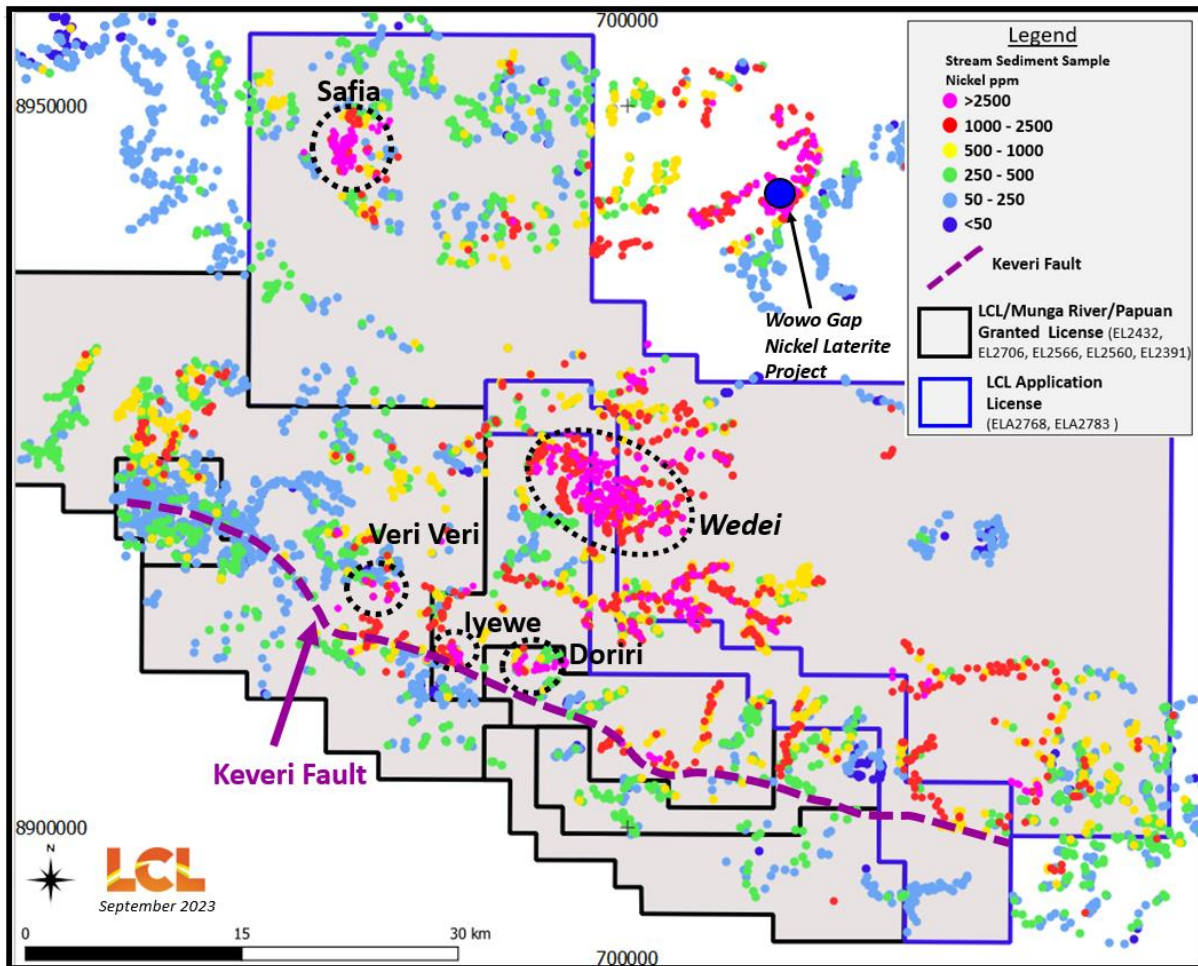 700000
8950000
Safia
Wowo Gap
Nickel Laterite
Project
Legend
Stream Sediment Sample
Nickel ppm
>2500
1000 - 2500
500 - 1000
250 - 500
50 - 250
<50
Keveri Fault
LCL/Munga River/Papuan
Granted License (EL2432,
EL2706, EL2566, EL2560, EL2391)
LCL Application
License
(ELA2768, ELA2783 )
Wedei
Veri Veri
Iyewe
Doriri
Keveri Fault
8900000
N
LCL
September 2023
0
15
30 km
700000